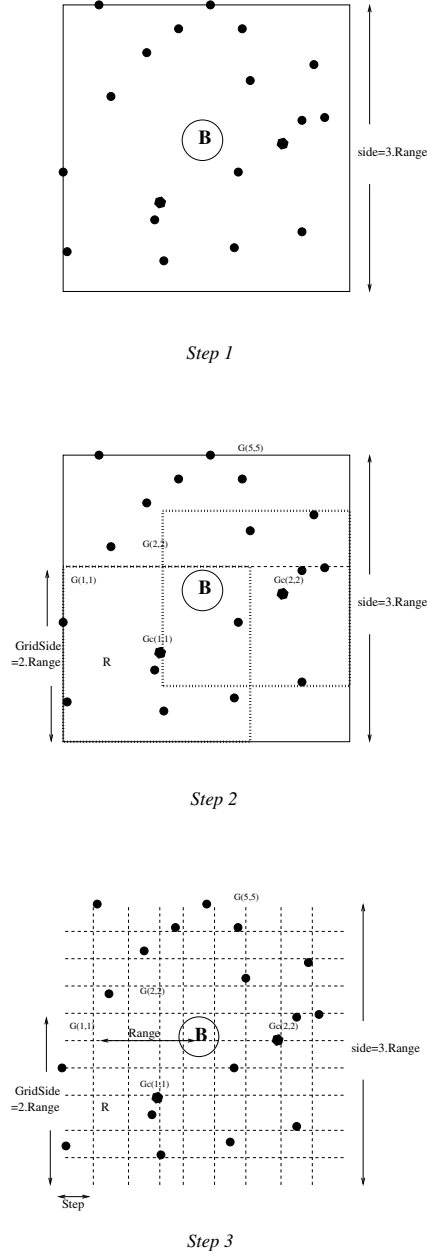 B
side=3.Range
Step 1
G(5,5)
G(2,2)
G(1,1)
B
Gc(2,2)
side=3.Range
Gc(1,1)
GridSide
=2.Range
R
Step 2
G(5,5)
G(2,2)
G(1,1)
Range
B
Gc(2,2)
side=3.Range
Gc(1,1)
GridSide
=2.Range
R
Step
Step 3